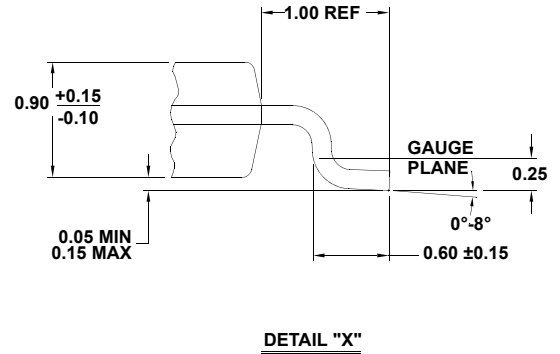 1.00 REF
0.90 +0.15
-0.10
GAUGE
PLANE
0.25
0°-8°
0.05 MIN
0.15 MAX
0.60 ±0.15
DETAIL "X"